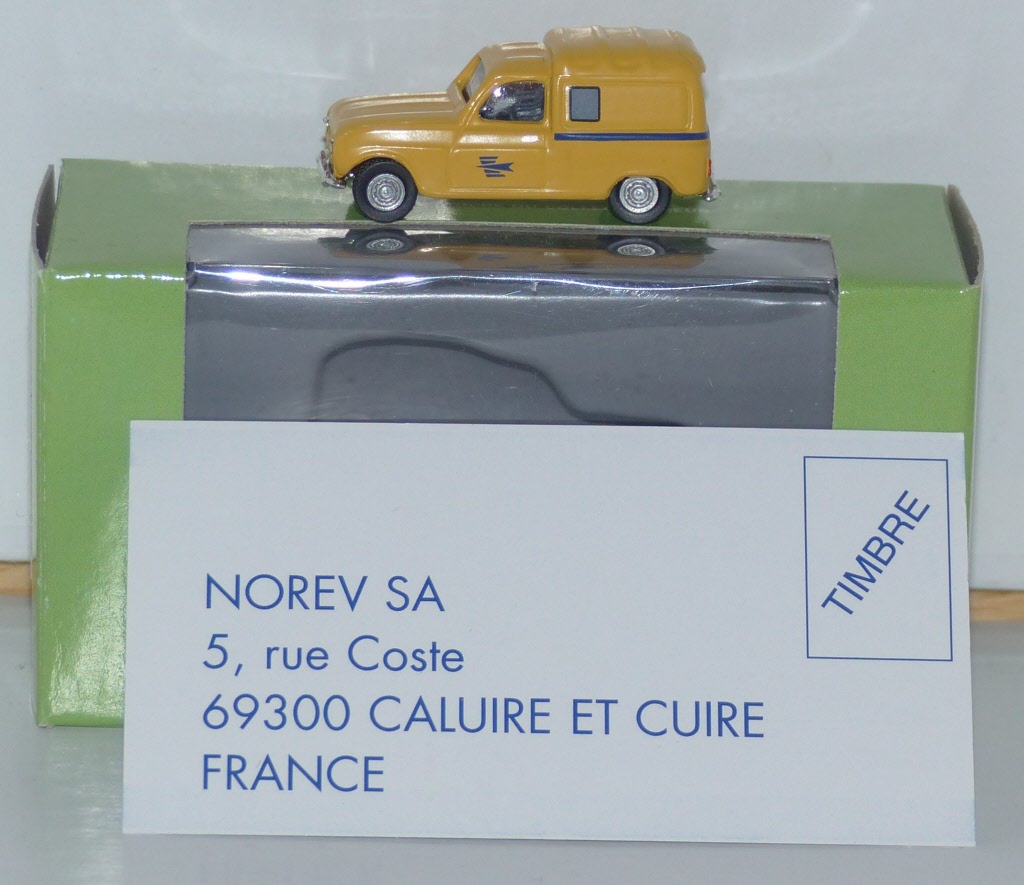 TIMBRE
NOREV SA
5, rue Coste
69300 CALUIRE ET CUIRE
FRANCE